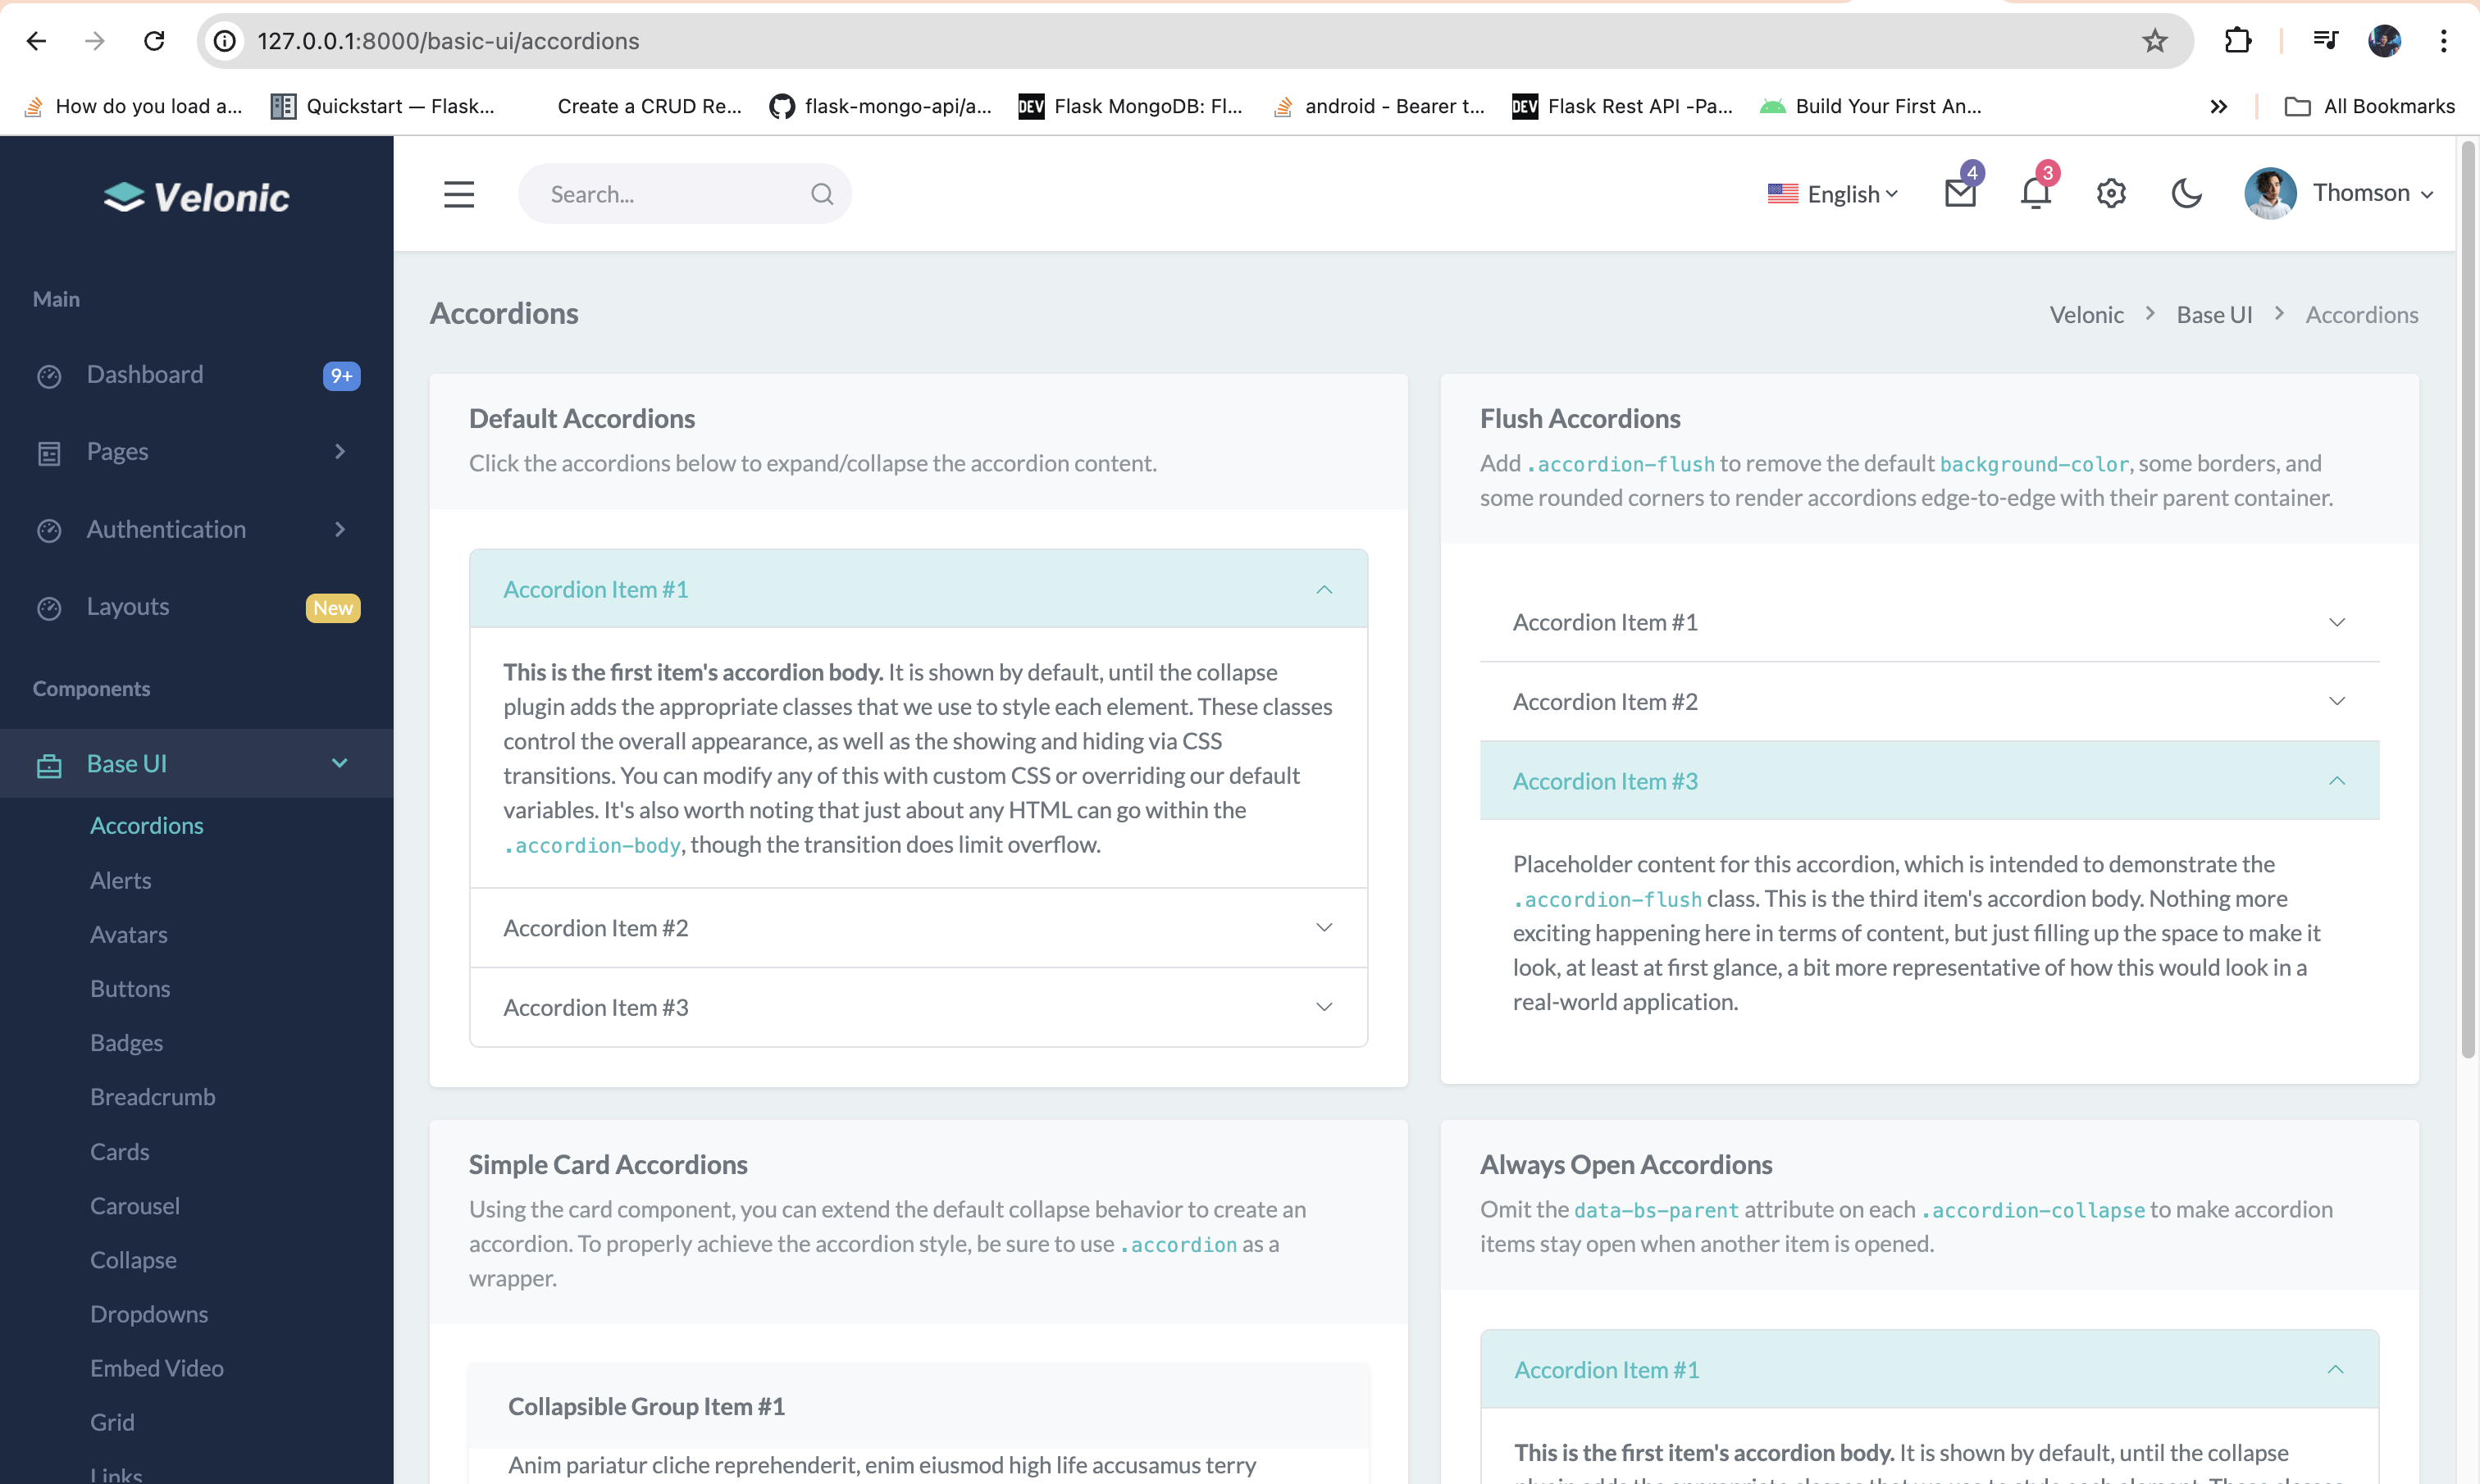 127.0.0.1:8000/basic-ui/accordions
How do you load a...
Quickstart — Flask...
Create a CRUD Re...
flask-mongo-api/a...
DEV
Flask MongoDB: Fl...
android - Bearer t...
DEV
Flask Rest API -Pa...
Build Your First An...
All Bookmarks
Velonic
Search...
English
4
3
Thomson
Main
Dashboard
9+
Pages
Authentication
Layouts
New
Components
Base UI
Accordions
Alerts
Avatars
Buttons
Badges
Breadcrumb
Cards
Carousel
Collapse
Dropdowns
Embed Video
Grid
Links
Accordions
Velonic > Base UI > Accordions
Default Accordions
Click the accordions below to expand/collapse the accordion content.
Accordion Item #1
This is the first item's accordion body. It is shown by default, until the collapse
plugin adds the appropriate classes that we use to style each element. These classes
control the overall appearance, as well as the showing and hiding via CSS
transitions. You can modify any of this with custom CSS or overriding our default
variables. It's also worth noting that just about any HTML can go within the
.accordion-body, though the transition does limit overflow.
Accordion Item #2
Accordion Item #3
Flush Accordions
Add .accordion-flush to remove the default background-color, some borders, and
some rounded corners to render accordions edge-to-edge with their parent container.
Accordion Item #1
Accordion Item #2
Accordion Item #3
Placeholder content for this accordion, which is intended to demonstrate the
.accordion-flush class. This is the third item's accordion body. Nothing more
exciting happening here in terms of content, but just filling up the space to make it
look, at least at first glance, a bit more representative of how this would look in a
real-world application.
Simple Card Accordions
Using the card component, you can extend the default collapse behavior to create an
accordion. To properly achieve the accordion style, be sure to use .accordion as a
wrapper.
Collapsible Group Item #1
Anim pariatur cliche reprehenderit, enim eiusmod high life accusamus terry
Always Open Accordions
Omit the data-bs-parent attribute on each .accordion-collapse to make accordion
items stay open when another item is opened.
Accordion Item #1
This is the first item's accordion body. It is shown by default, until the collapse
plugin adds the appropriate classes that we use to style each element. These classes